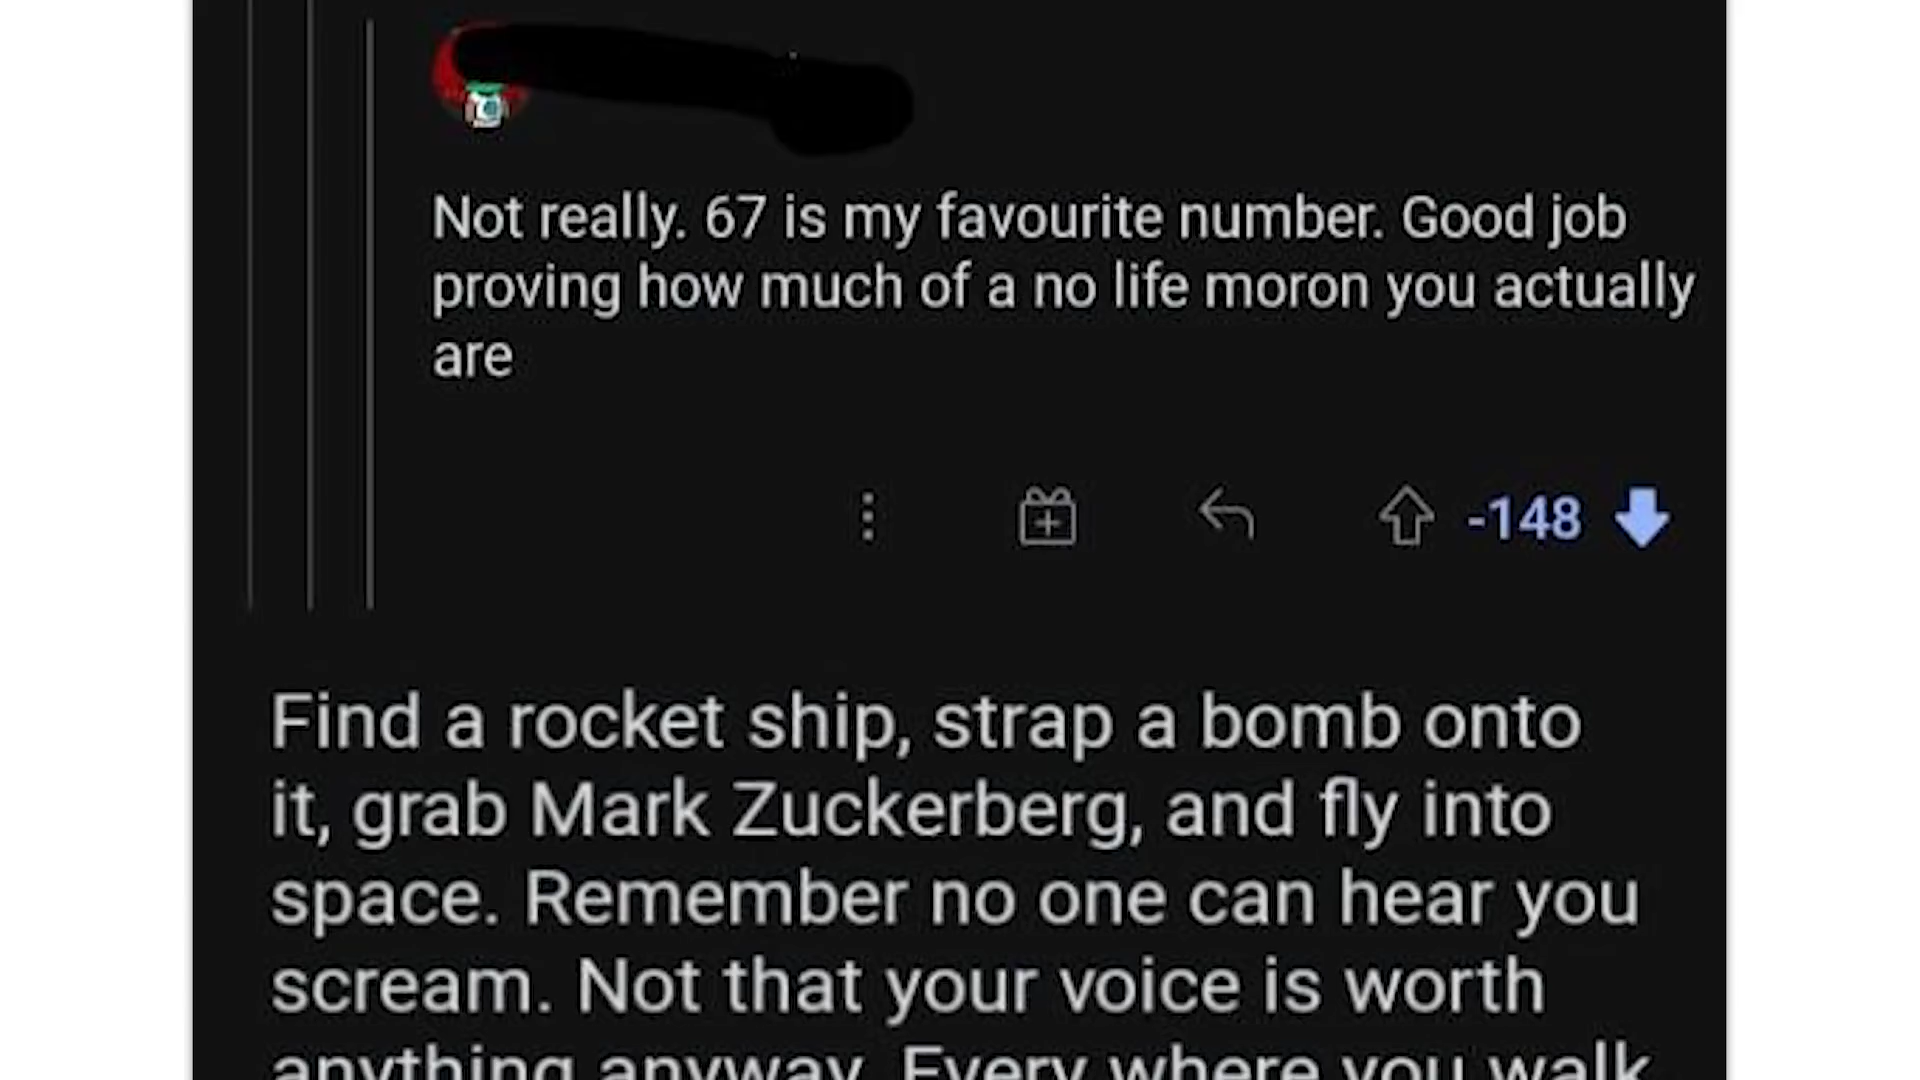 Not really. 67 is my favourite number. Good job
proving how much of a no life moron you actually
are
-148
Find a rocket ship, strap a bomb onto
it, grab Mark Zuckerberg, and fly into
space. Remember no one can hear you
scream. Not that your voice is worth
anything anyway. Every where you walk